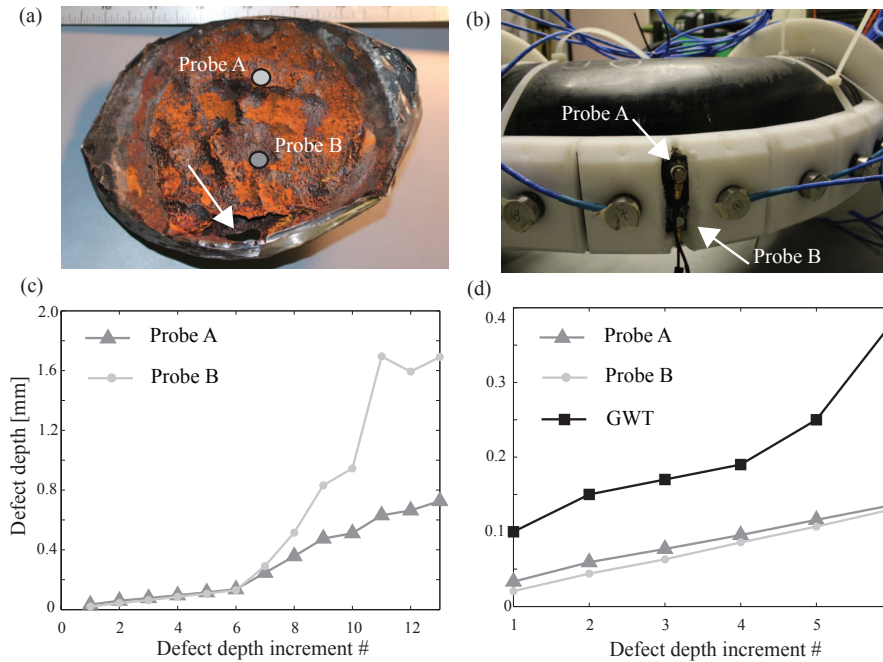 (a)
Probe A
Probe B
(b)
Probe A
Probe B
(c)
2.0
1.6
1.2
0.8
0.4
0
Defect depth [mm]
Probe A
Probe B
0 2 4 6 8 10 12
Defect depth increment #
(d)
0.4
0.3
0.2
0.1
0
Probe A
Probe B
GWT
1 2 3 4 5
Defect depth increment #